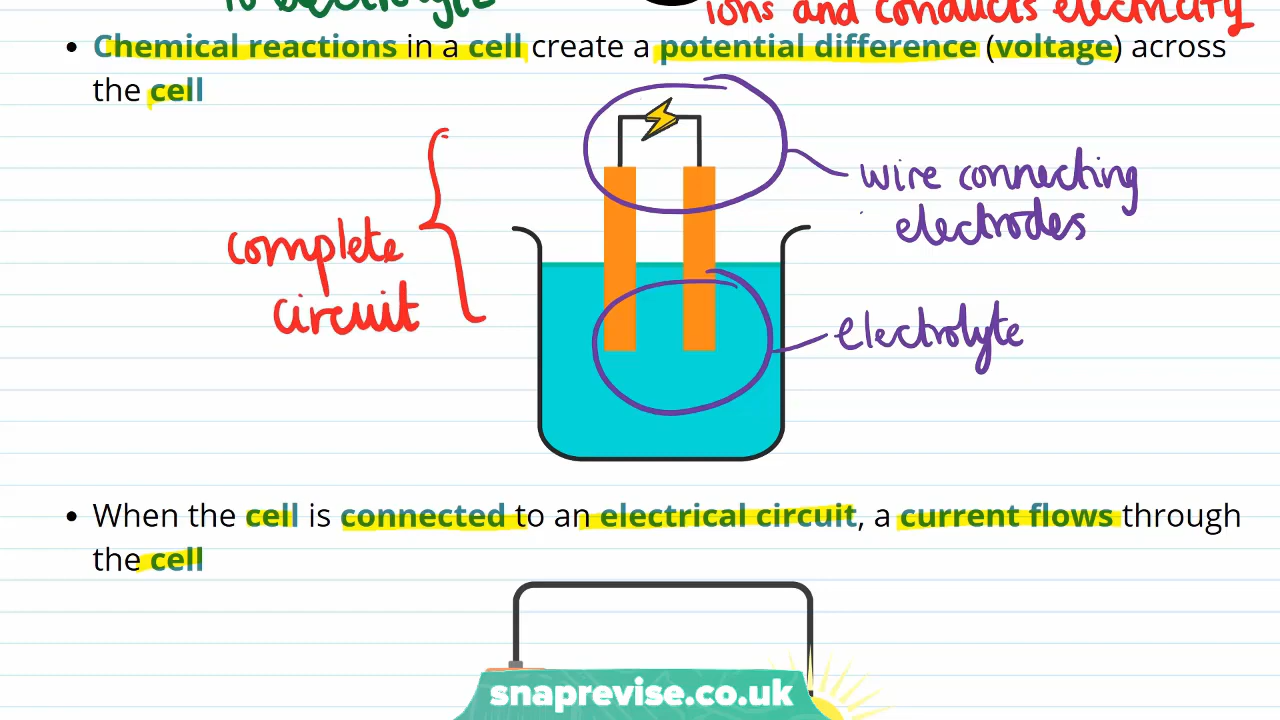 to electrolyte
ions and conducts electricity
• Chemical reactions in a cell create a potential difference (voltage) across
the cell
wire connecting
electrodes
complete
circuit
electrolyte
• When the cell is connected to an electrical circuit, a current flows through
the cell
snaprevise.co.uk